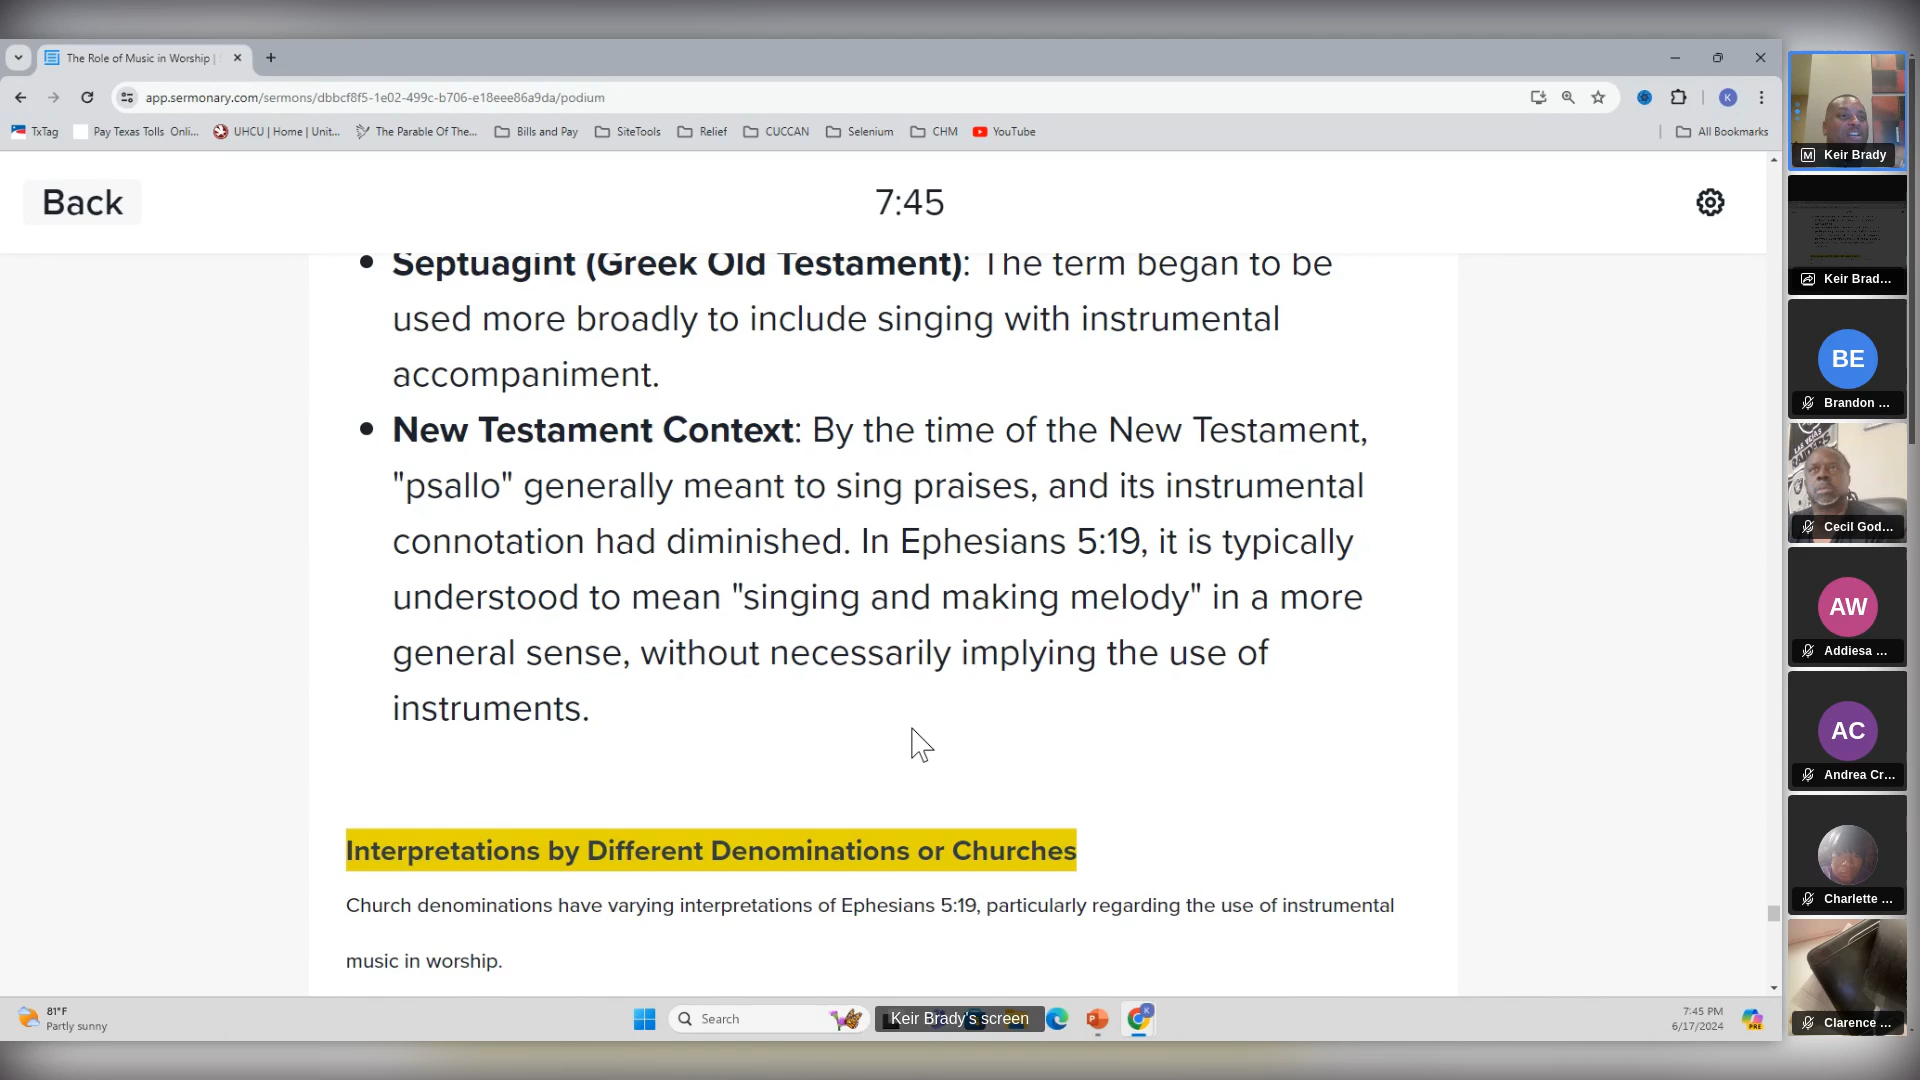 The Role of Music in Worship |
app.sermonary.com/sermons/dbbcf8f5-1e02-499c-b706-e18eee86a9da/podium
K
TxTag
Pay Texas Tolls Onli...
UHCU | Home | Unit...
The Parable Of The...
Bills and Pay
SiteTools
Relief
CUCCAN
Selenium
CHM
YouTube
All Bookmarks
Back
7:45
• Septuagint (Greek Old Testament): The term began to be
used more broadly to include singing with instrumental
accompaniment.
• New Testament Context: By the time of the New Testament,
"psallo" generally meant to sing praises, and its instrumental
connotation had diminished. In Ephesians 5:19, it is typically
understood to mean "singing and making melody" in a more
general sense, without necessarily implying the use of
instruments.
Interpretations by Different Denominations or Churches
Church denominations have varying interpretations of Ephesians 5:19, particularly regarding the use of instrumental
music in worship.
81°F
Partly sunny
Search
Keir Brady's screen
7:45 PM
6/17/2024
PRE
Keir Brady
Keir Brad...
BE
Brandon ...
LAS VEGAS
RAIDERS
Cecil God...
AW
Addiesa ...
AC
Andrea Cr...
Charlette ...
Clarence ...